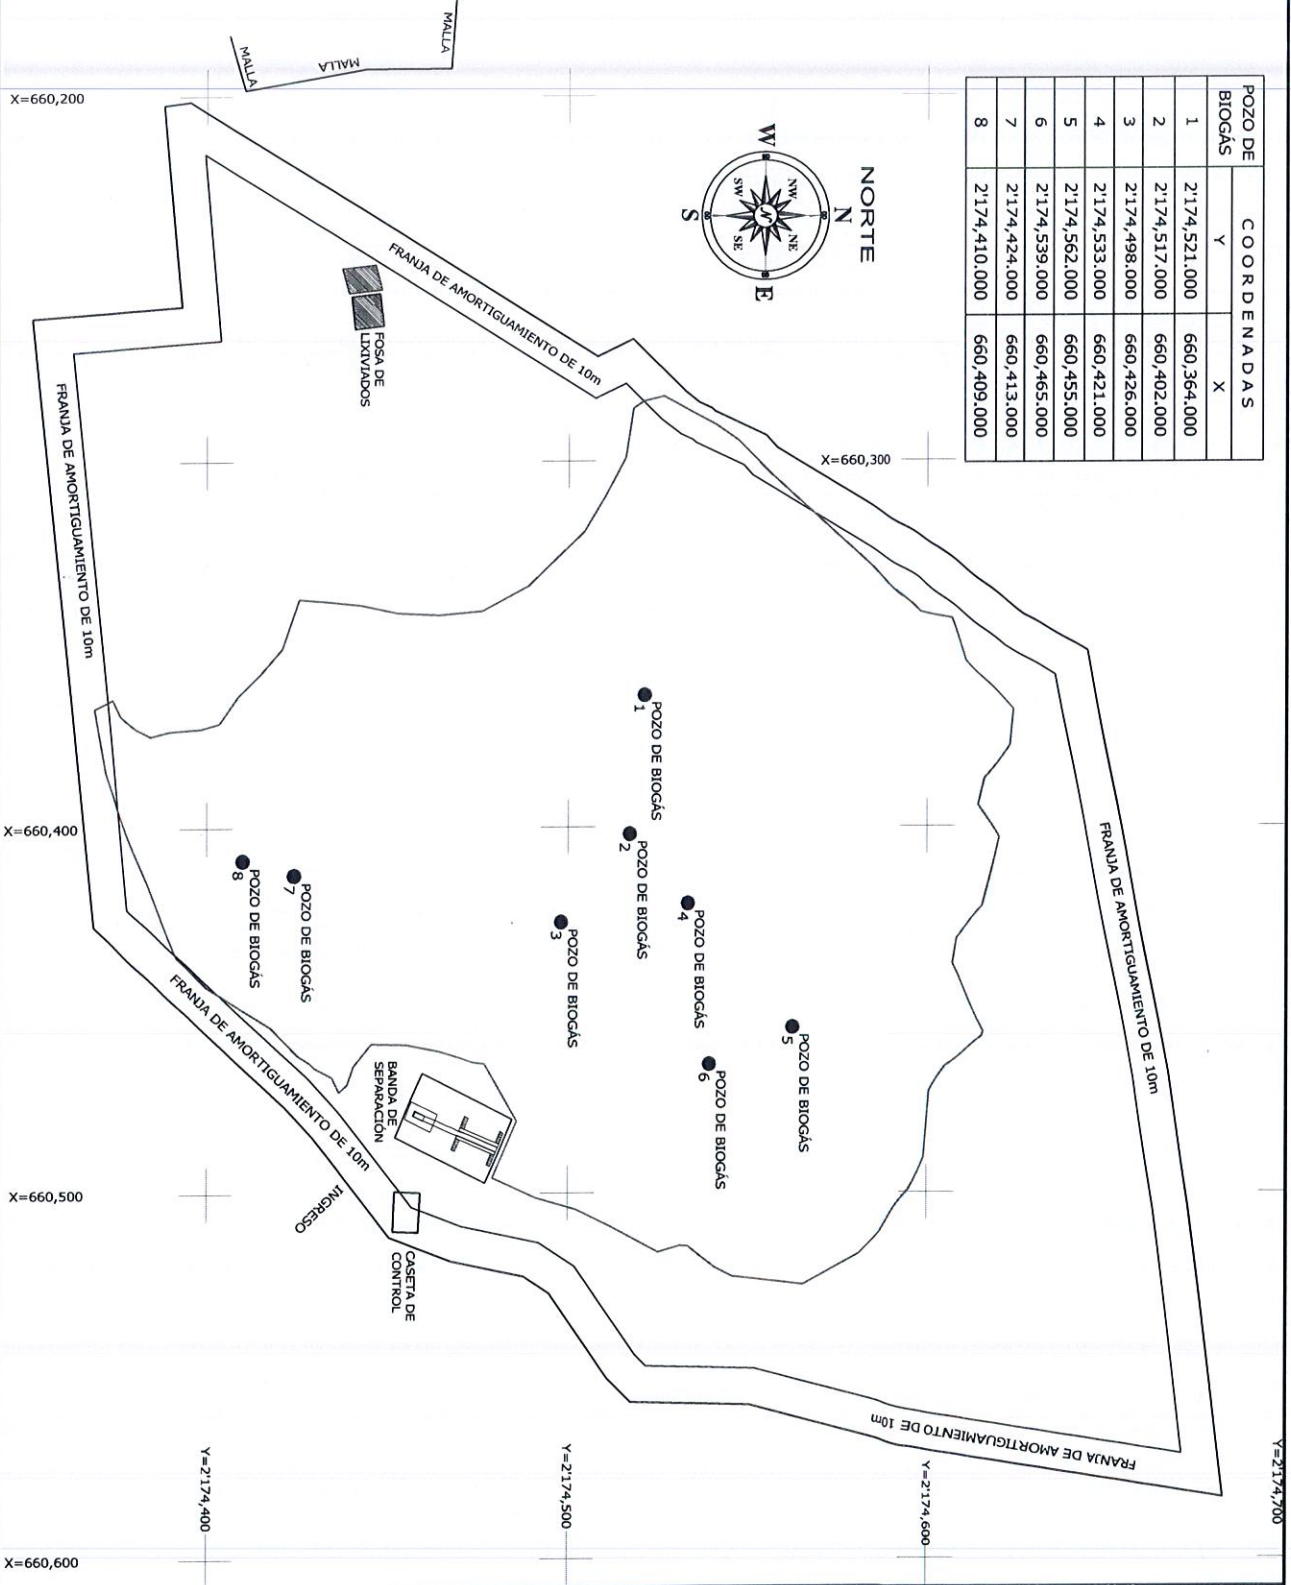 MALLA
MALLA
MALLA
POZO DE
BIOGÁS
COORDENADAS
Y
X
1 2'174,521.000 660,364.000
2 2'174,517.000 660,402.000
3 2'174,498.000 660,426.000
4 2'174,533.000 660,421.000
5 2'174,562.000 660,455.000
6 2'174,539.000 660,465.000
7 2'174,424.000 660,413.000
8 2'174,410.000 660,409.000
NORTE
N
NE
E
SE
S
SW
W
NW
N
X=660,200
X=660,300
X=660,400
X=660,500
X=660,600
Y=2'174,400
Y=2'174,500
Y=2'174,600
Y=2'174,700
FRANJA DE AMORTIGUAMIENTO DE 10m
FRANJA DE AMORTIGUAMIENTO DE 10m
FRANJA DE AMORTIGUAMIENTO DE 10m
FRANJA DE AMORTIGUAMIENTO DE 10m
FRANJA DE AMORTIGUAMIENTO DE 10m
FOSA DE
LIXIVIADOS
POZO DE BIOGÁS
1
POZO DE BIOGÁS
2
POZO DE BIOGÁS
3
POZO DE BIOGÁS
4
POZO DE BIOGÁS
5
POZO DE BIOGÁS
6
POZO DE BIOGÁS
7
POZO DE BIOGÁS
8
BANDA DE
SEPARACIÓN
INGRESO
CASETA DE
CONTROL